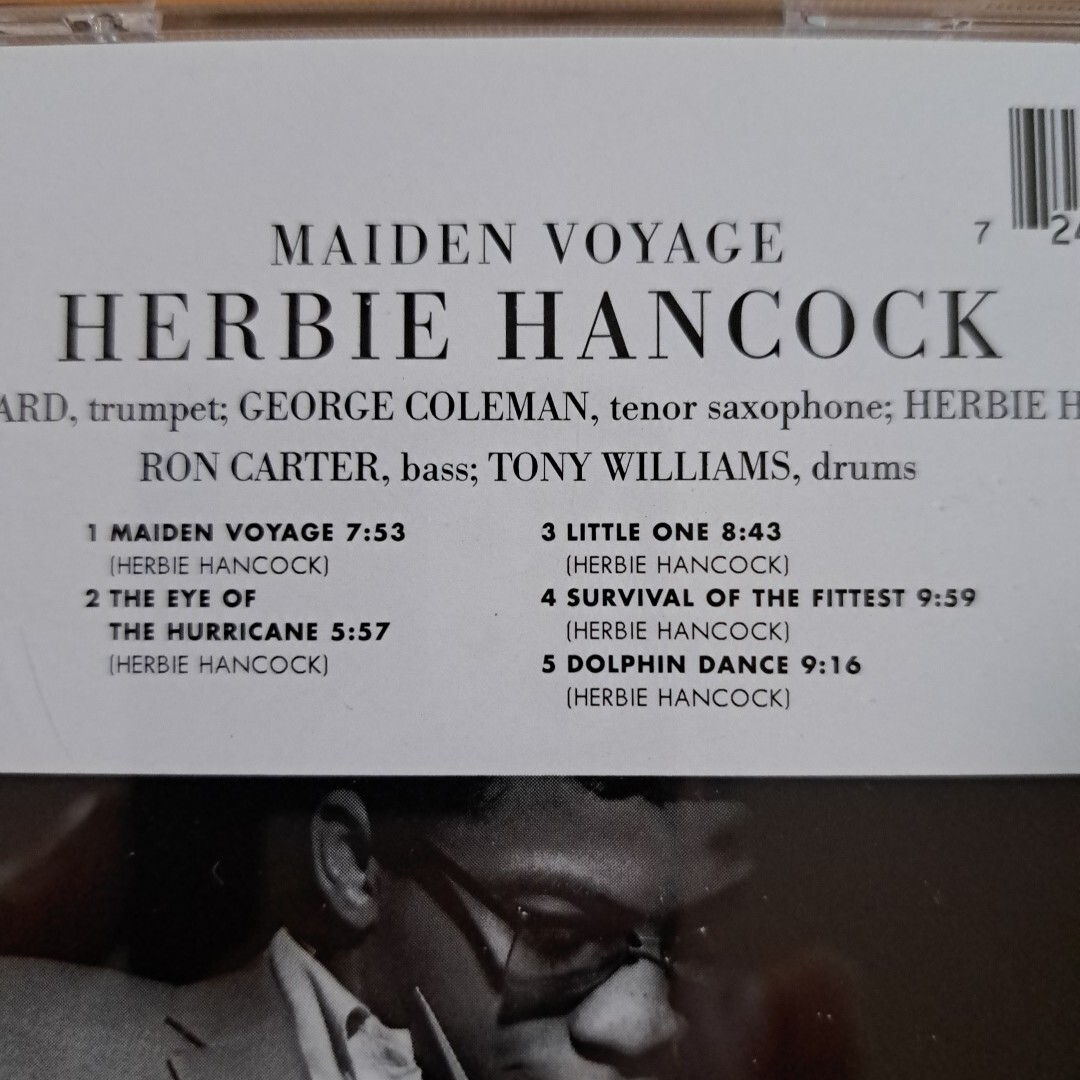 MAIDEN VOYAGE
HERBIE HANCOCK
ARD, trumpet; GEORGE COLEMAN, tenor saxophone; HERBIE H
RON CARTER, bass; TONY WILLIAMS, drums
1 MAIDEN VOYAGE 7:53
(HERBIE HANCOCK)
2 THE EYE OF
THE HURRICANE 5:57
(HERBIE HANCOCK)
3 LITTLE ONE 8:43
(HERBIE HANCOCK)
4 SURVIVAL OF THE FITTEST 9:59
(HERBIE HANCOCK)
5 DOLPHIN DANCE 9:16
(HERBIE HANCOCK)
7 24